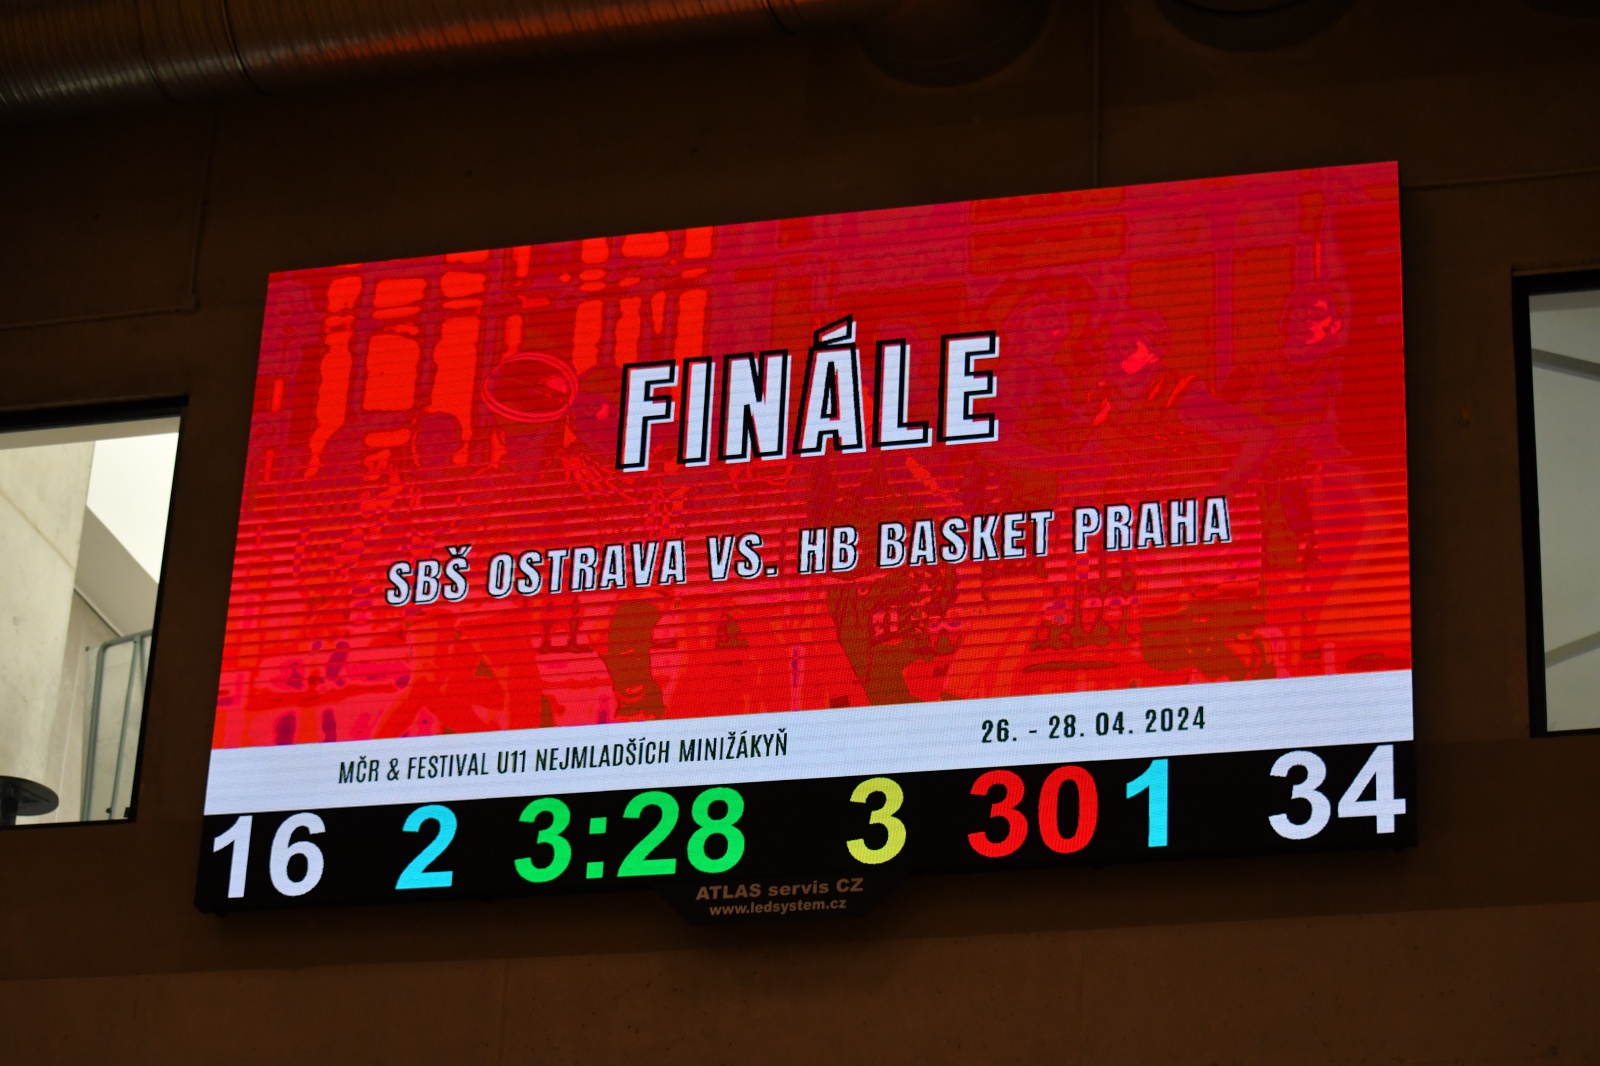 FINÁLE
SBŠ OSTRAVA VS. HB BASKET PRAHA
MČR & FESTIVAL U11 NEJMLADŠÍCH MINIŽÁKYŇ 26. - 28. 04. 2024
16 2 3:28 3 30 1 34
ATLAS servis CZ
www.ledsystem.cz